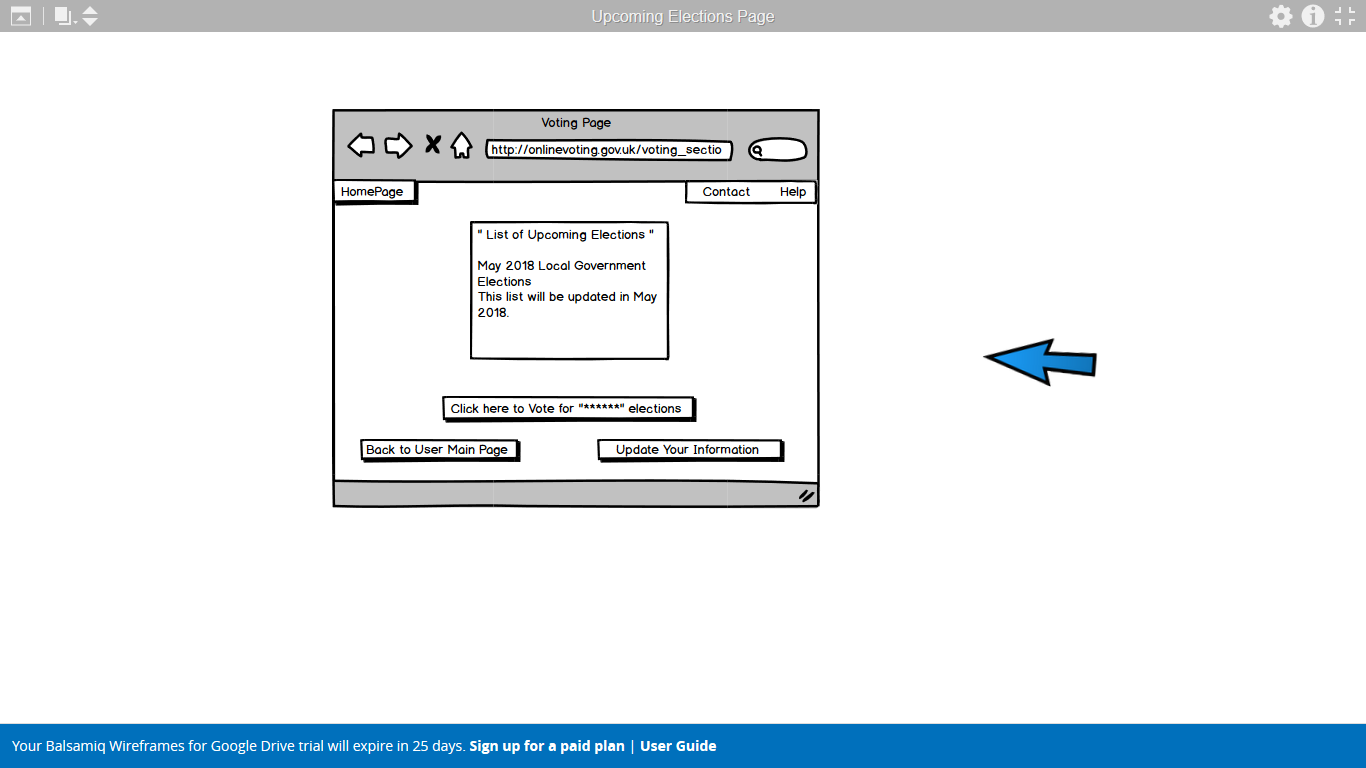 Upcoming Elections Page
Voting Page
http://onlinevoting.gov.uk/voting_sectio
HomePage
Contact Help
" List of Upcoming Elections "
May 2018 Local Government
Elections
This list will be updated in May
2018.
Click here to Vote for "******" elections
Back to User Main Page
Update Your Information
Your Balsamiq Wireframes for Google Drive trial will expire in 25 days. Sign up for a paid plan | User Guide